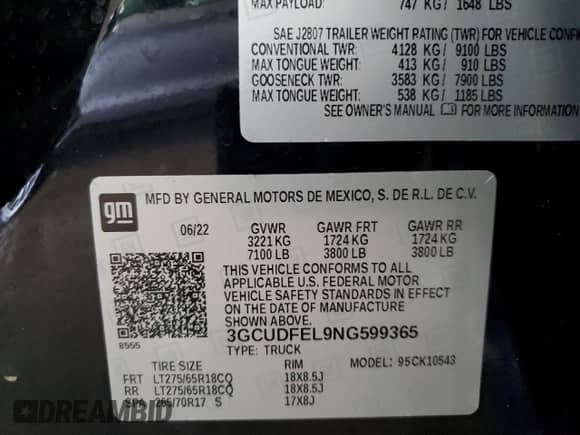 MAX PAYLOAD: 747 KG / 1648 LBS
SAE J2807 TRAILER WEIGHT RATING (TWR) FOR VEHICLE CONF
CONVENTIONAL TWR: 4128 KG / 9100 LBS
MAX TONGUE WEIGHT: 413 KG / 910 LBS
GOOSENECK TWR: 3583 KG / 7900 LBS
MAX TONGUE WEIGHT: 538 KG / 1185 LBS
SEE OWNER'S MANUAL FOR MORE INFORMATION
gm
MFD BY GENERAL MOTORS DE MEXICO, S. DE R.L. DE C.V.
06/22 GVWR GAWR FRT GAWR RR
3221 KG 1724 KG 1724 KG
7100 LB 3800 LB 3800 LB
THIS VEHICLE CONFORMS TO ALL
APPLICABLE U.S. FEDERAL MOTOR
VEHICLE SAFETY STANDARDS IN EFFECT
ON THE DATE OF MANUFACTURE
SHOWN ABOVE.
8555
3GCUDFEL9NG599365
TYPE: TRUCK MODEL: 95CK10543
TIRE SIZE RIM
FRT LT275/65R18CQ 18X8.5J
RR LT275/65R18CQ 18X8.5J
SPA 265/70R17 S 17X8J
DREAMBID